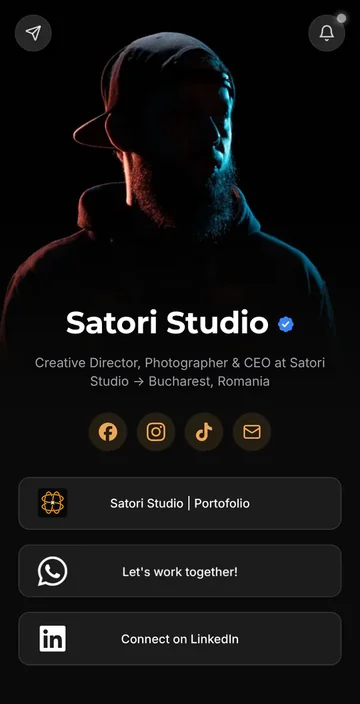 Satori Studio
Creative Director, Photographer & CEO at Satori
Studio → Bucharest, Romania
Satori Studio | Portofolio
Let's work together!
Connect on LinkedIn